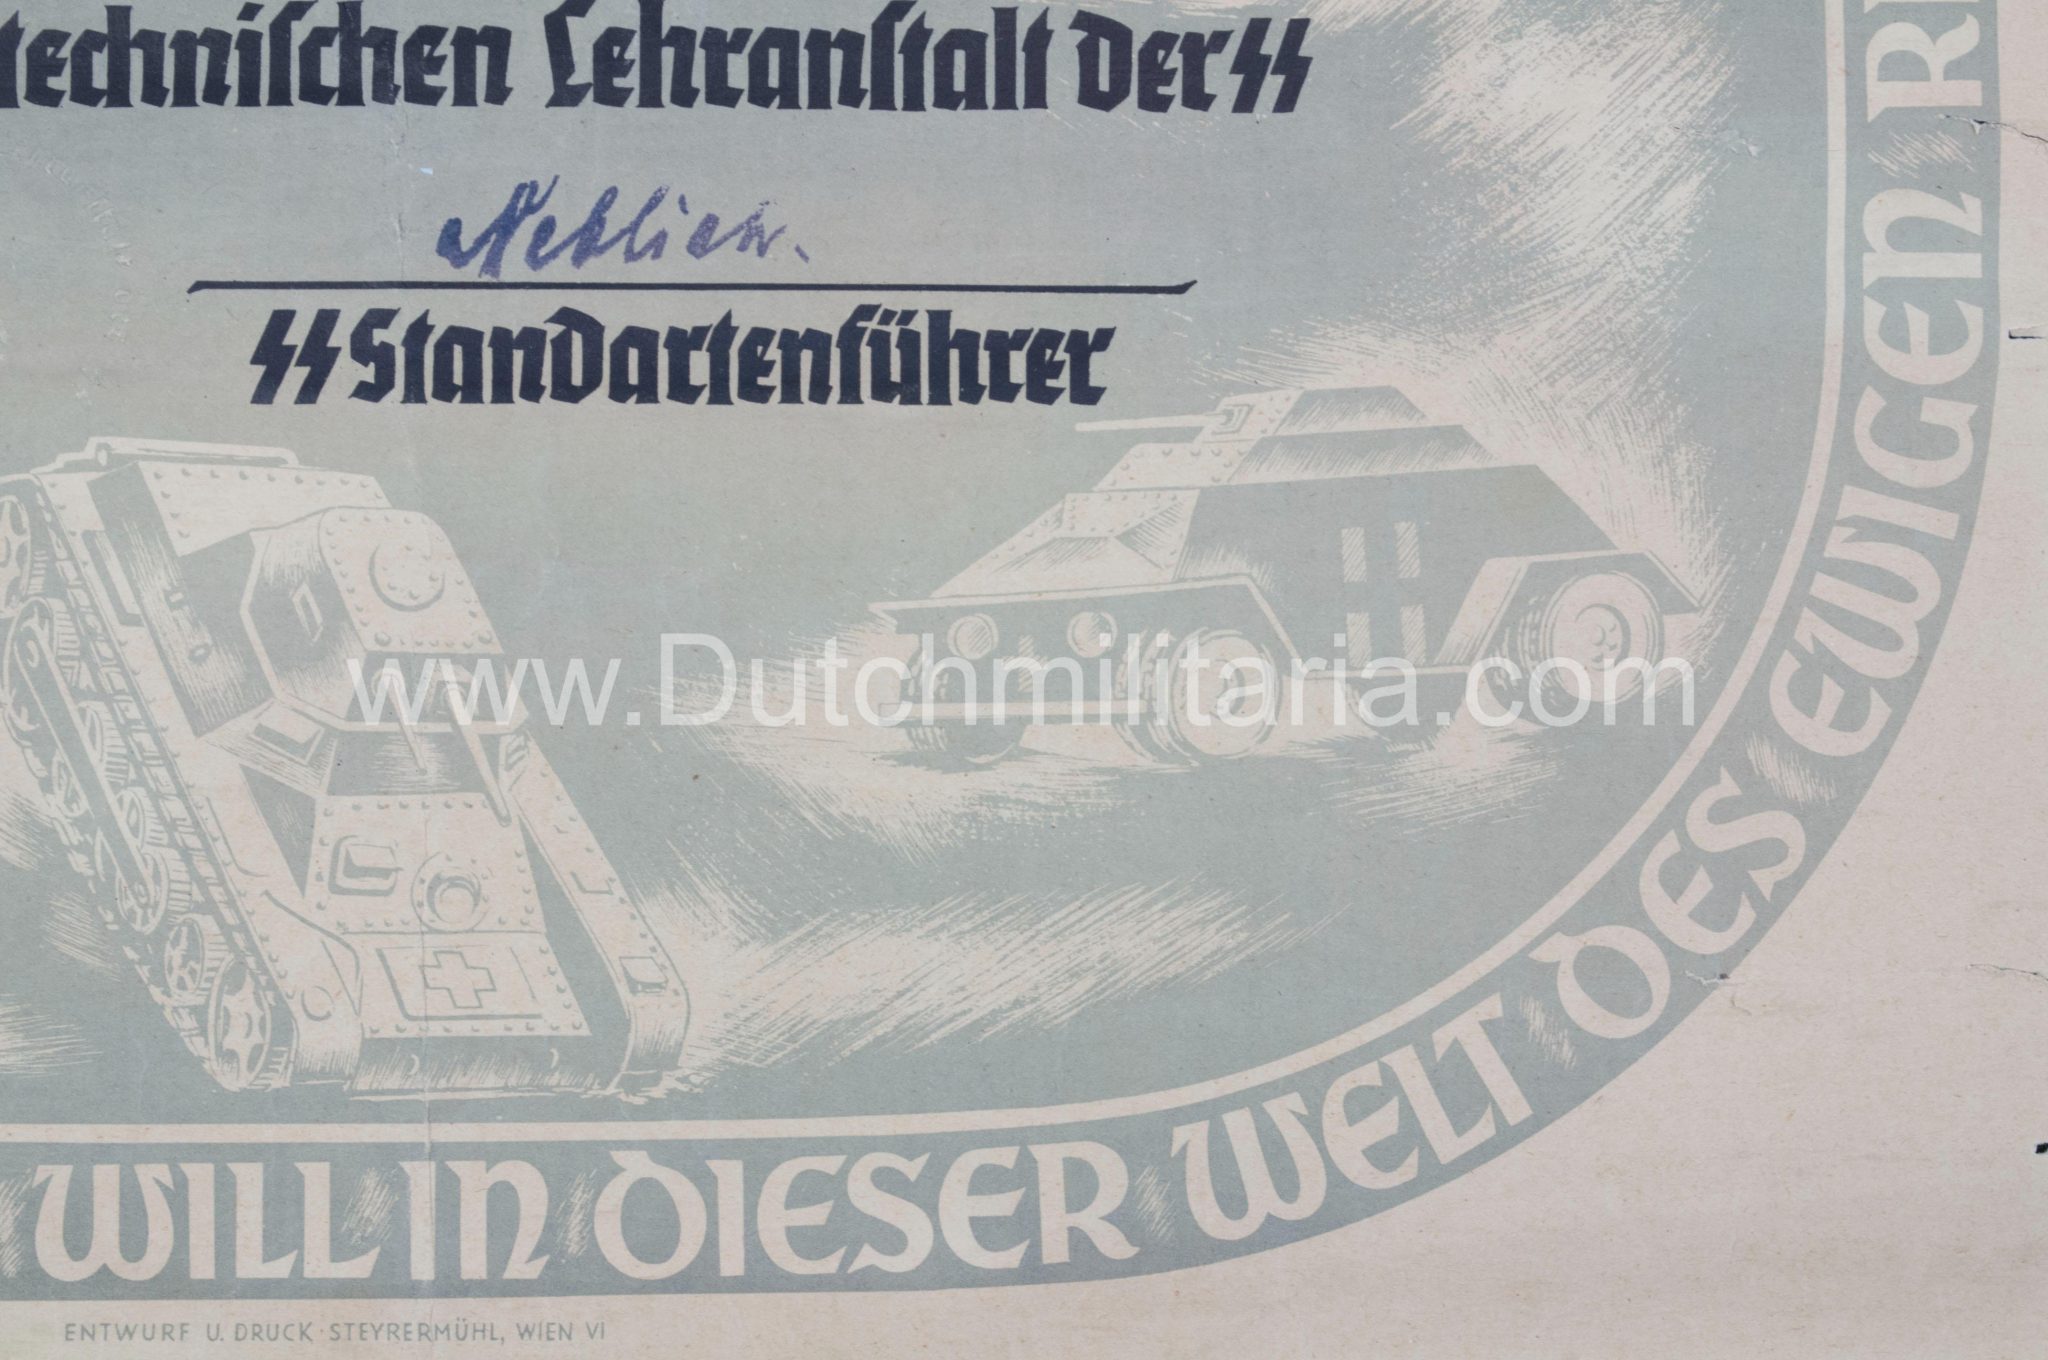 technischen Lehranstalt der SS
SS Standartenführer
www.Dutchmilitaria.com
WILL IN DIESER WELT DES EWIGEN
ENTWURF U. DRUCK · STEYRERMÜHL, WIEN VI